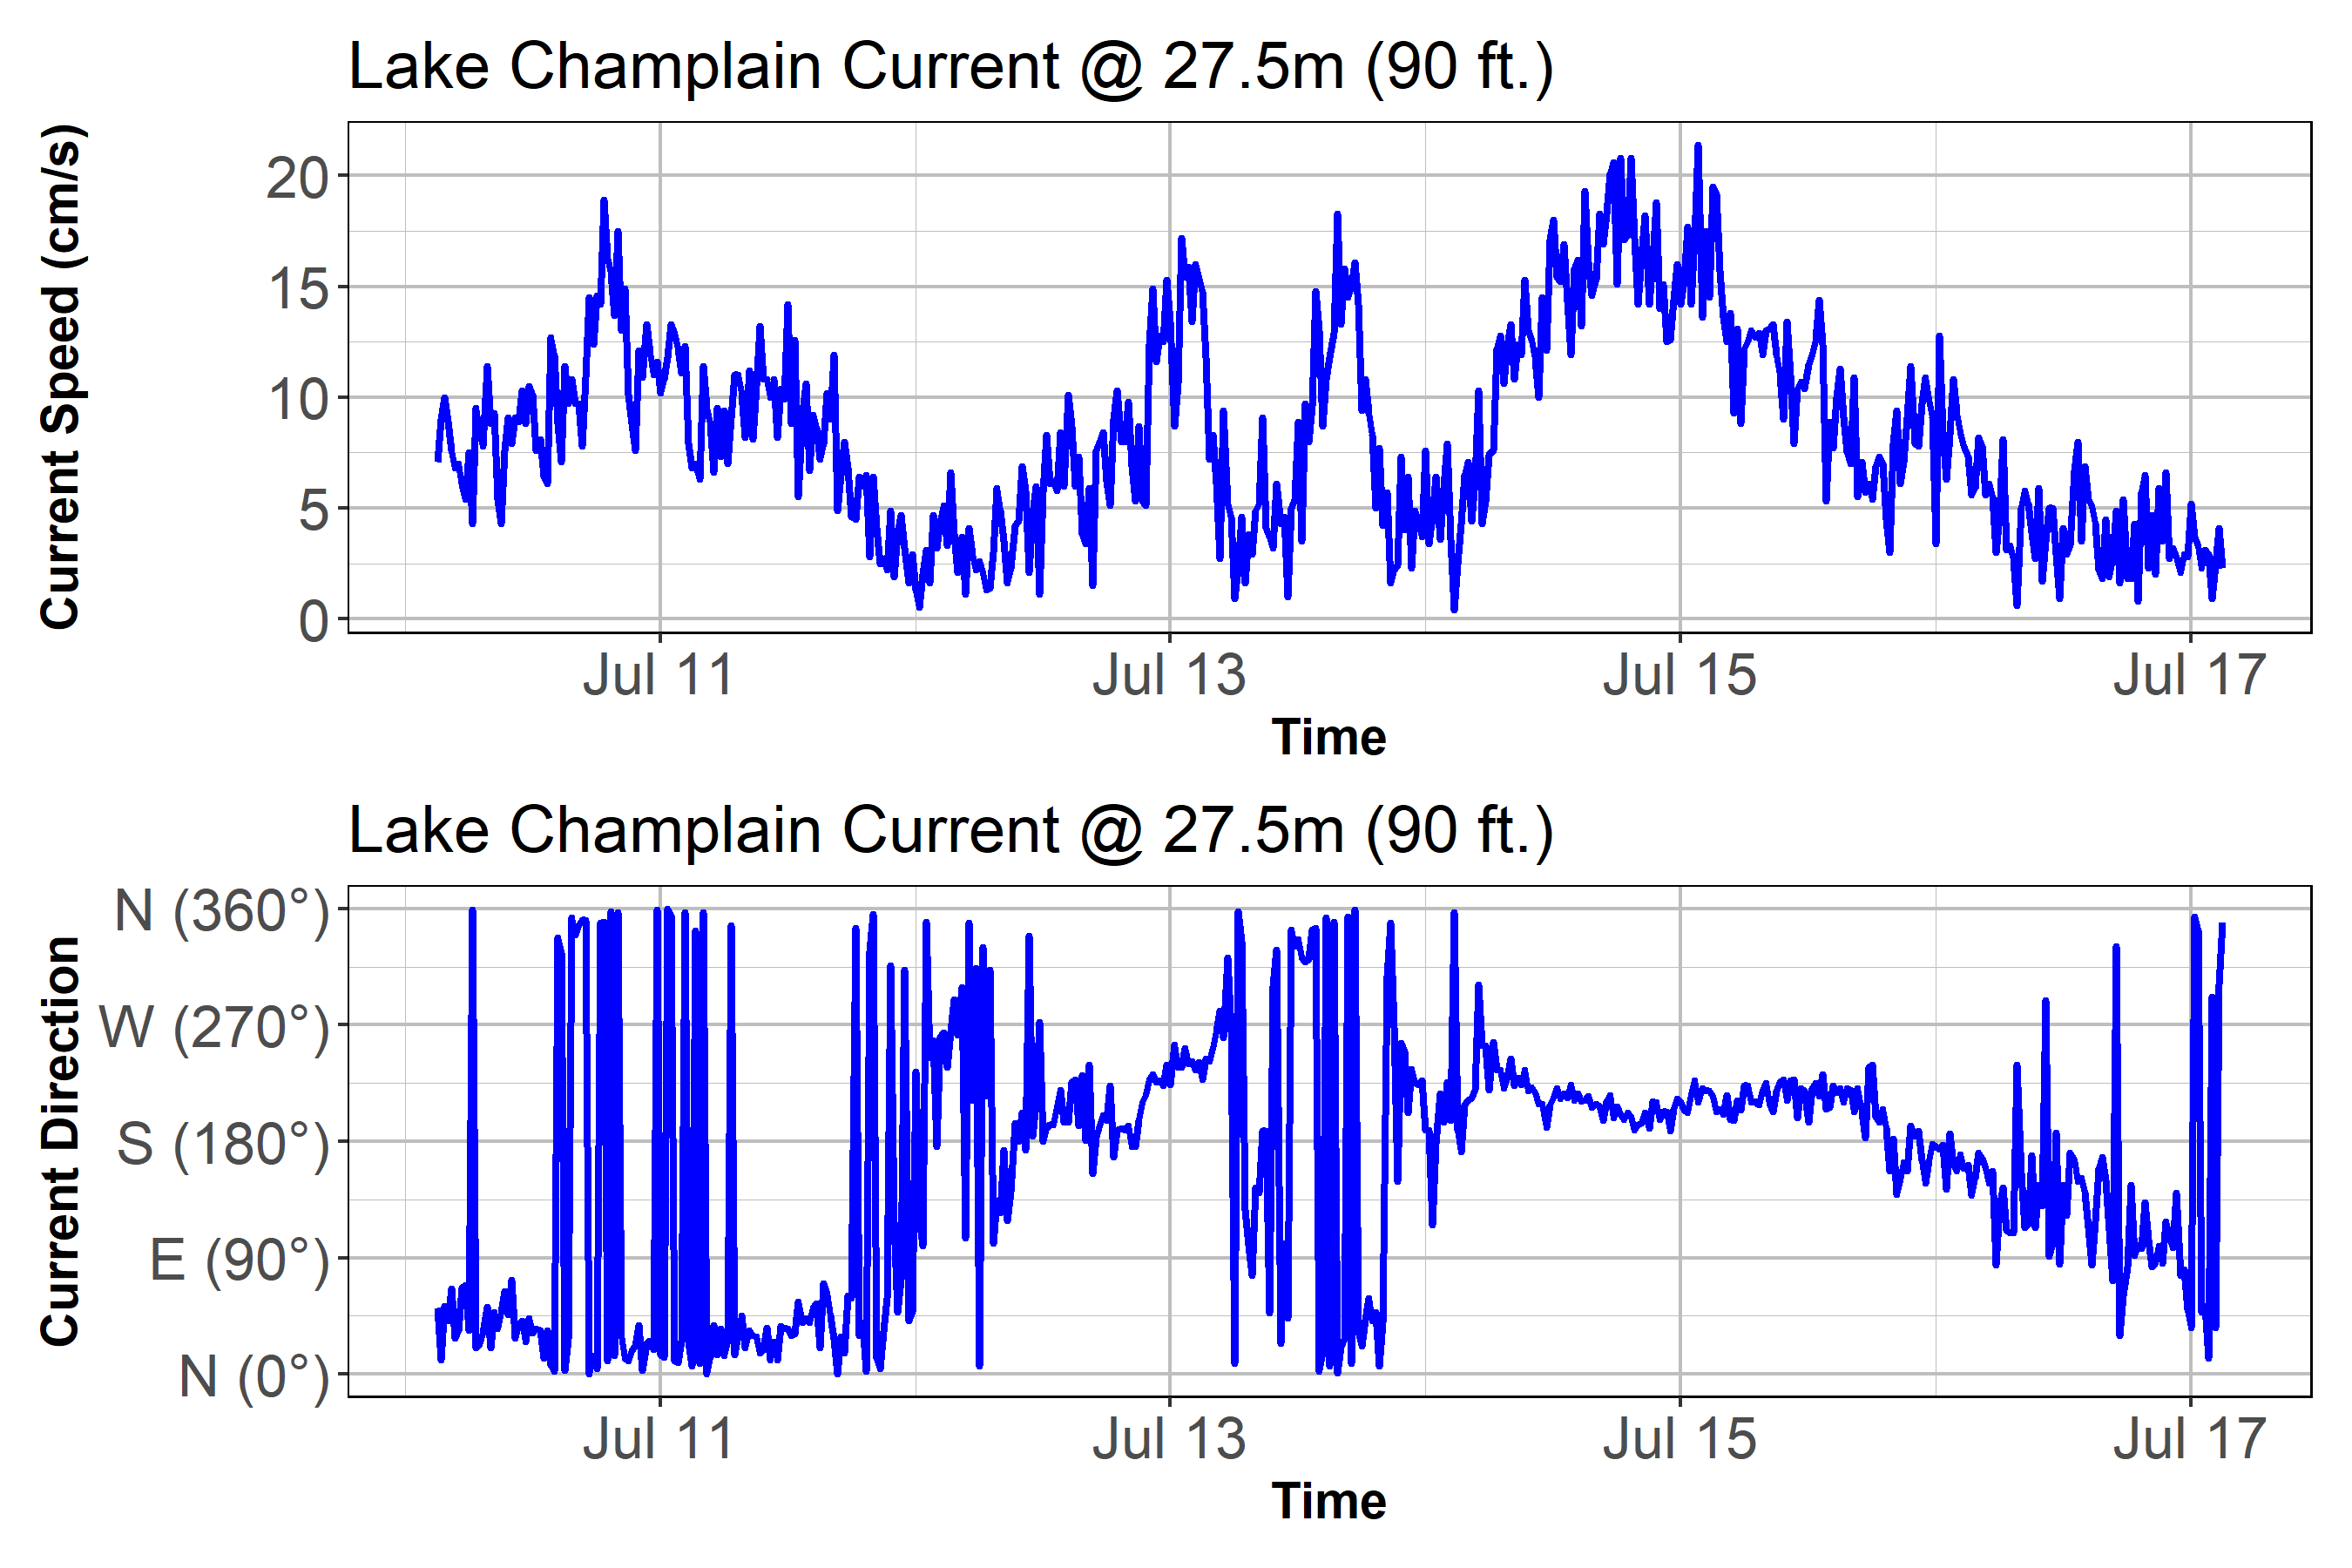 Lake Champlain Current @ 27.5m (90 ft.)
Current Speed (cm/s)
20
15
10
5
0
Jul 11 Jul 13 Jul 15 Jul 17
Time
Lake Champlain Current @ 27.5m (90 ft.)
Current Direction
N (360°)
W (270°)
S (180°)
E (90°)
N (0°)
Jul 11 Jul 13 Jul 15 Jul 17
Time